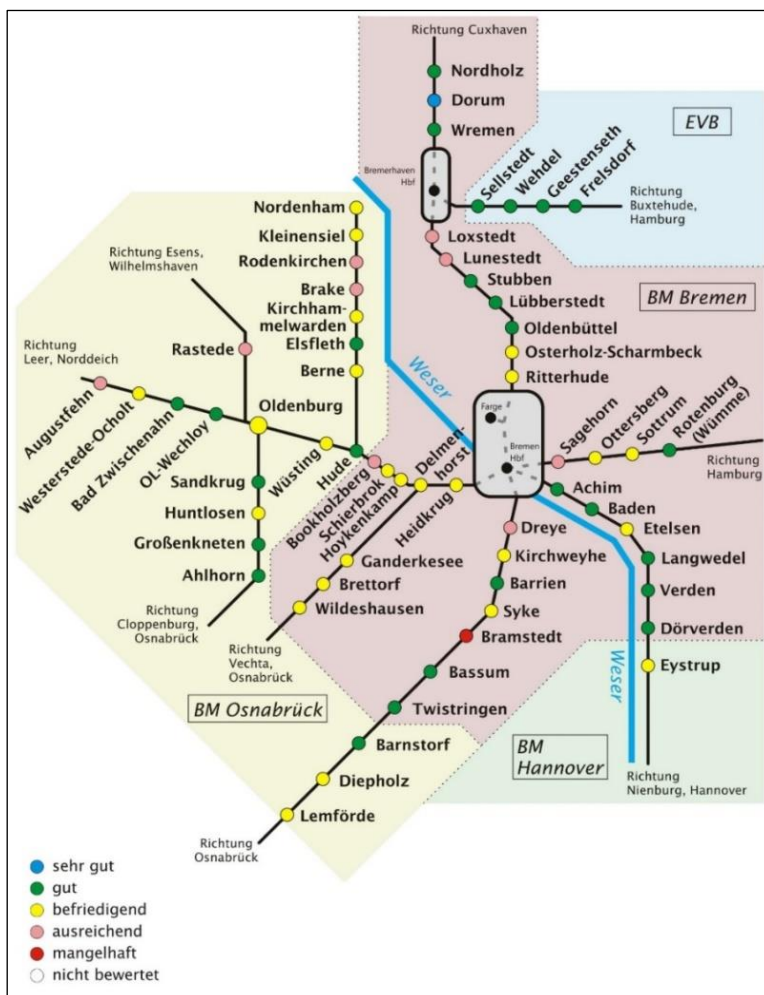 Richtung Cuxhaven
Nordholz
Dorum
Wremen
EVB
Bremerhaven
Hbf
Sellstedt
Wehdel
Geestenseth
Frelsdorf
Richtung
Buxtehude,
Hamburg
Nordenham
Kleinensiel
Rodenkirchen
Brake
Kirchham-
melwarden
Elsfleth
Berne
Loxstedt
Lunestedt
Stubben
Lübberstedt
Oldenbüttel
Osterholz-Scharmbeck
Ritterhude
BM Bremen
Weser
Richtung Esens,
Wilhelmshaven
Rastede
Richtung
Leer, Norddeich
Augustfehn
Westerstede-Ocholt
Bad Zwischenahn
OL-Wechloy
Oldenburg
Wüsting
Hude
Bookholzberg
Schierbrok
Hoykenkamp
Delmen-
horst
Heidkrug
Farge
Bremen
Hbf
Sagehorn
Ottersberg
Sottrum
Rotenburg
(Wümme)
Richtung
Hamburg
Sandkrug
Huntlosen
Großenkneten
Ahlhorn
Richtung
Cloppenburg,
Osnabrück
Ganderkesee
Brettorf
Wildeshausen
Richtung
Vechta,
Osnabrück
Achim
Baden
Etelsen
Langwedel
Verden
Dörverden
Eystrup
Weser
Dreye
Kirchweyhe
Barrien
Syke
Bramstedt
Bassum
Twistringen
Barnstorf
Diepholz
Lemförde
BM Osnabrück
BM
Hannover
Richtung
Nienburg, Hannover
Richtung
Osnabrück
sehr gut
gut
befriedigend
ausreichend
mangelhaft
nicht bewertet